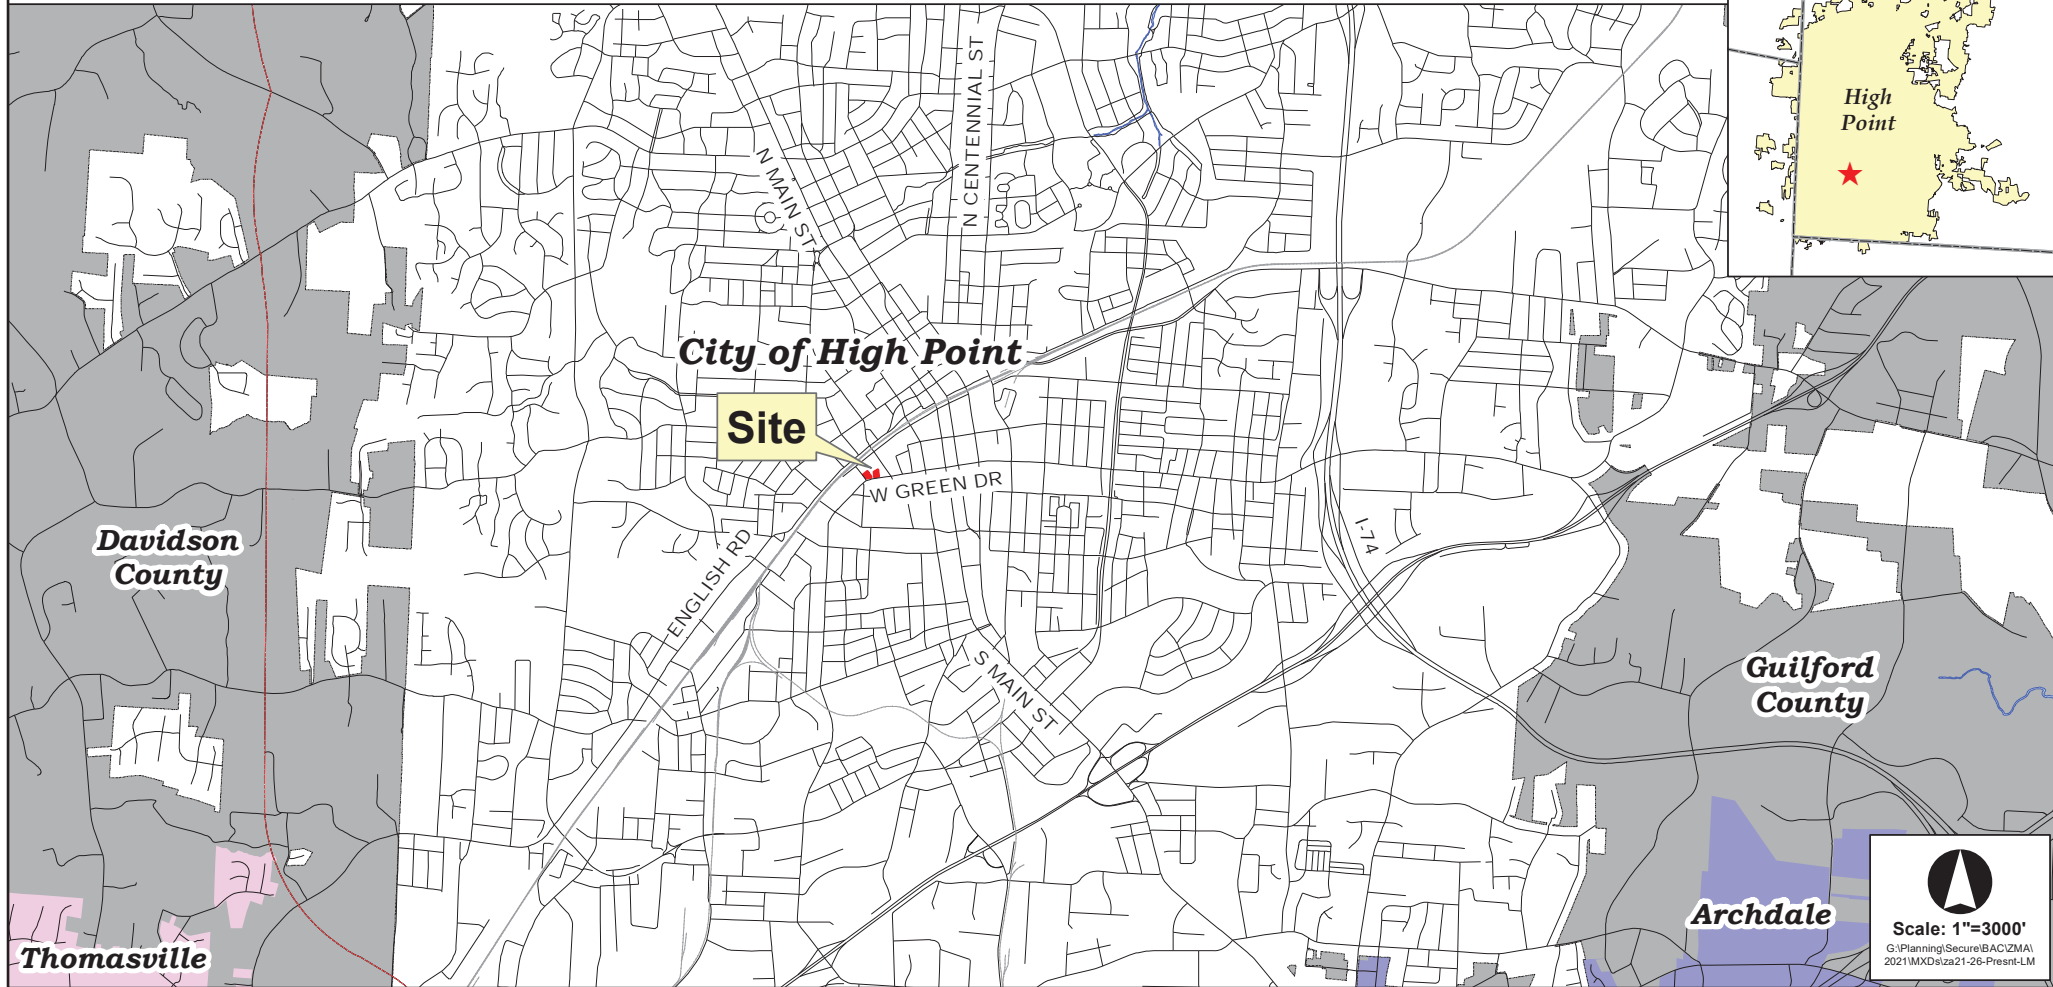 High
Point
N CENTENNIAL ST
N MAIN ST
City of High Point
Site
W GREEN DR
I-74
Davidson
County
ENGLISH RD
S MAIN ST
Guilford
County
Archdale
Thomasville
Scale: 1"=3000'
G:\Planning\Secure\BAC\ZMA\
2021\MXDs\za21-26-Presnt-LM